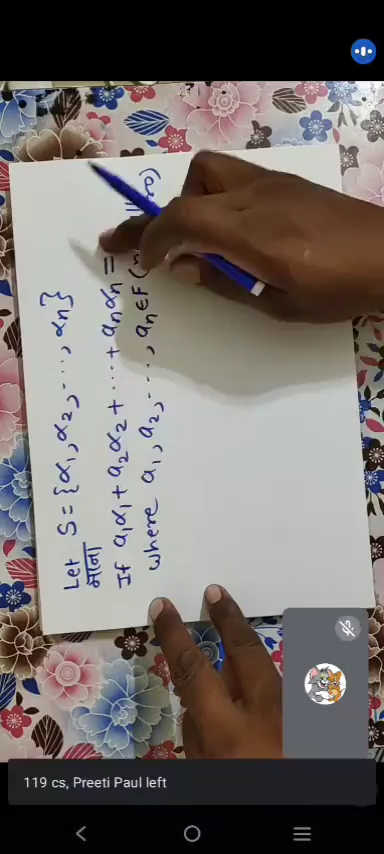 Let S = {α₁, α₂, ..., αₙ}
माना
If a₁α₁ + a₂α₂ + ... + aₙαₙ =
where a₁, a₂, ..., aₙ ∈ F (
119 cs, Preeti Paul left